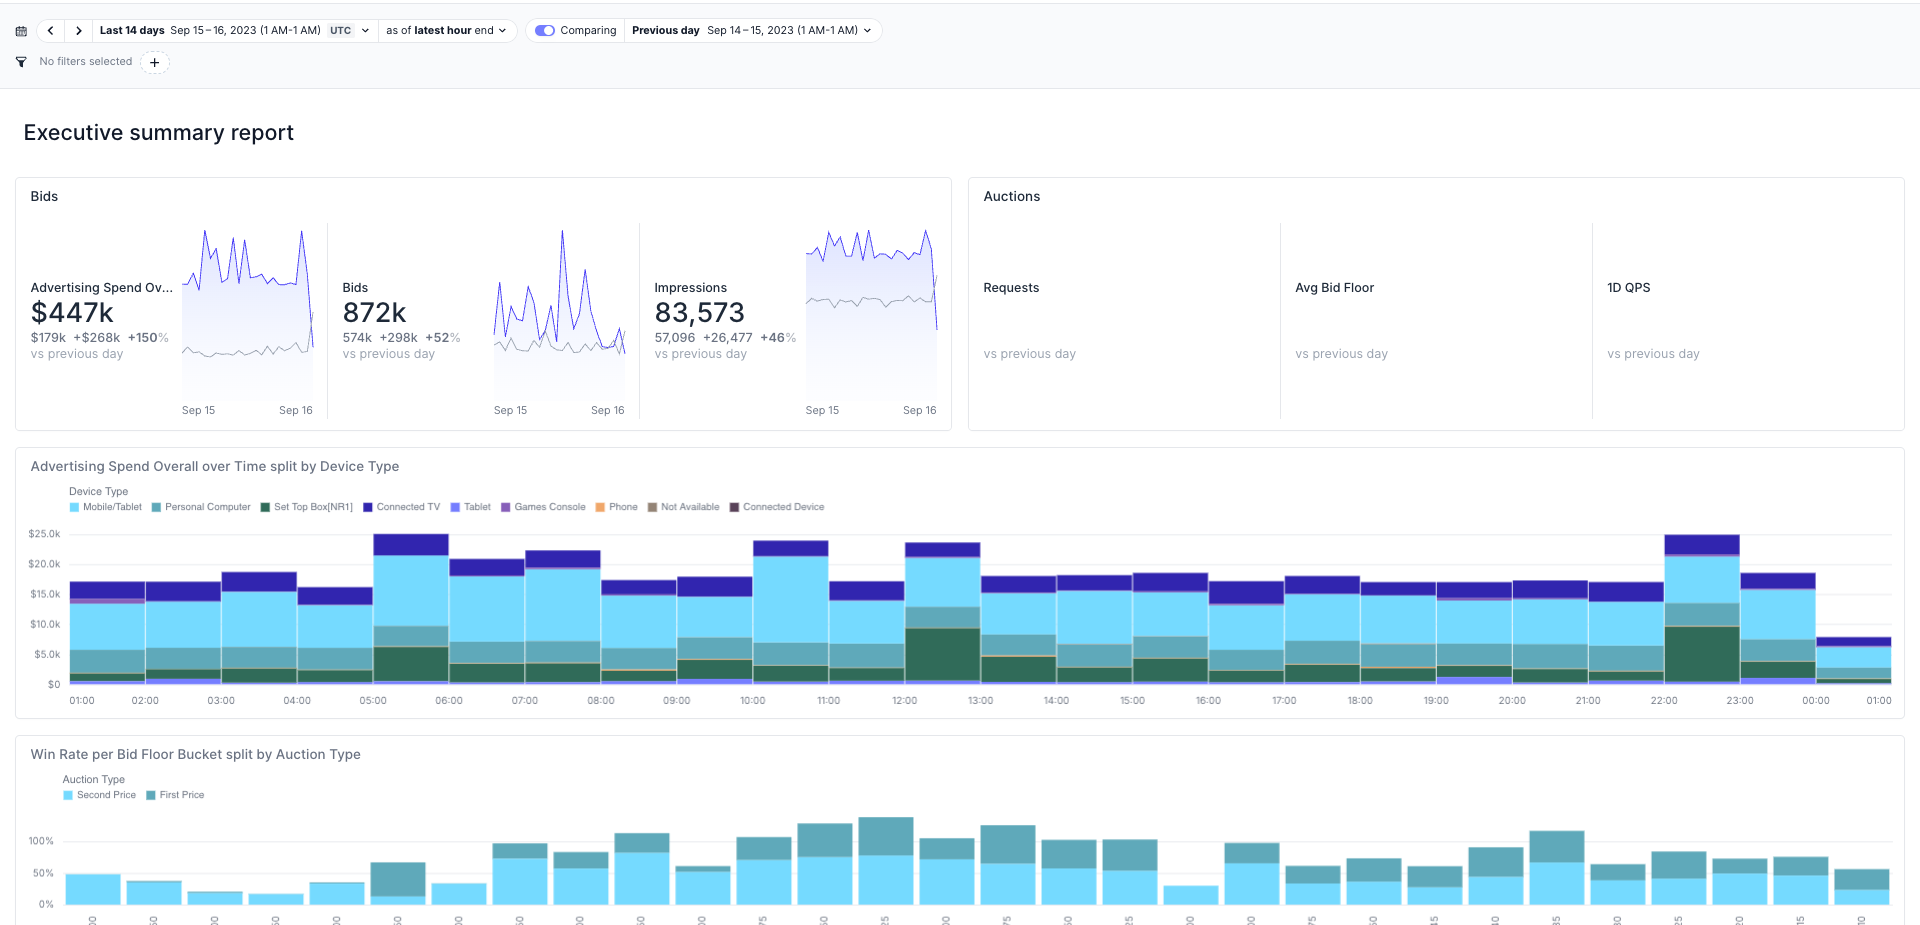 Last 14 days Sep 15 – 16, 2023 (1 AM-1 AM) UTC as of latest hour end Comparing Previous day Sep 14 – 15, 2023 (1 AM-1 AM)
No filters selected +
Executive summary report
Bids
Advertising Spend Ov...
$447k
$179k +$268k +150%
vs previous day
Sep 15 Sep 16
Bids
872k
574k +298k +52%
vs previous day
Sep 15 Sep 16
Impressions
83,573
57,096 +26,477 +46%
vs previous day
Sep 15 Sep 16
Auctions
Requests
vs previous day
Avg Bid Floor
vs previous day
1D QPS
vs previous day
Advertising Spend Overall over Time split by Device Type
Device Type
Mobile/Tablet Personal Computer Set Top Box[NR1] Connected TV Tablet Games Console Phone Not Available Connected Device
$25.0k
$20.0k
$15.0k
$10.0k
$5.0k
$0
01:00 02:00 03:00 04:00 05:00 06:00 07:00 08:00 09:00 10:00 11:00 12:00 13:00 14:00 15:00 16:00 17:00 18:00 19:00 20:00 21:00 22:00 23:00 00:00 01:00
Win Rate per Bid Floor Bucket split by Auction Type
Auction Type
Second Price First Price
100%
50%
0%